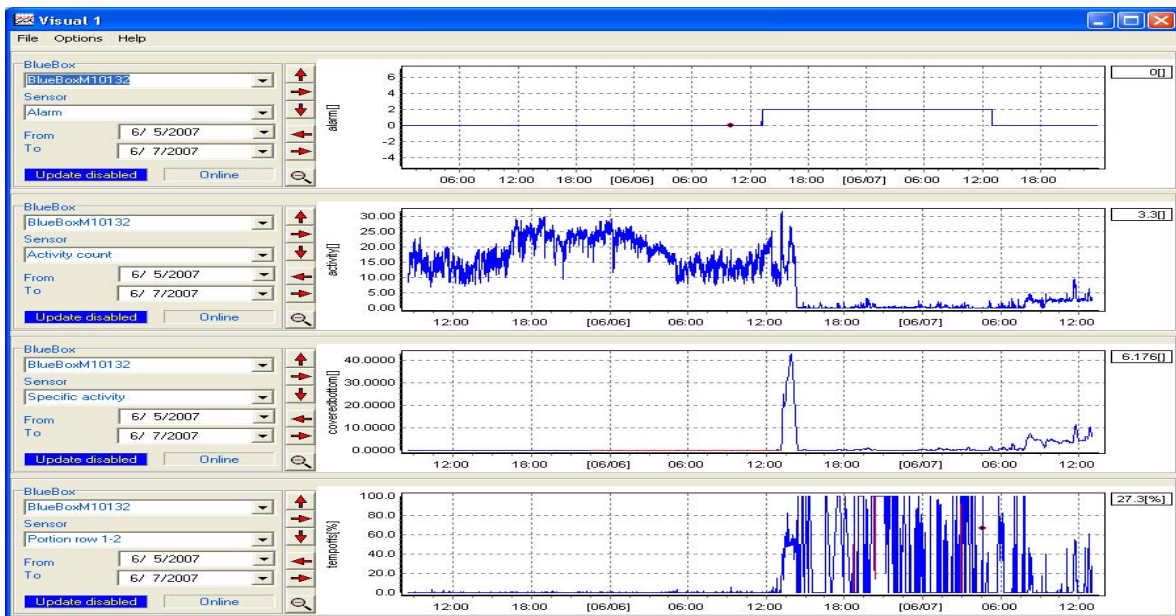 Visual 1
File Options Help
BlueBox
BlueBoxM10132
Sensor
Alarm
From 6/ 5/2007
To 6/ 7/2007
Update disabled Online
alarm[]
6
4
2
0
-2
-4
06:00 12:00 18:00 [06/06] 06:00 12:00 18:00 [06/07] 06:00 12:00 18:00
0[]
BlueBox
BlueBoxM10132
Sensor
Activity count
From 6/ 5/2007
To 6/ 7/2007
Update disabled Online
activity[]
30.00
25.00
20.00
15.00
10.00
5.00
0.00
12:00 18:00 [06/06] 06:00 12:00 18:00 [06/07] 06:00 12:00
3.3[]
BlueBox
BlueBoxM10132
Sensor
Specific activity
From 6/ 5/2007
To 6/ 7/2007
Update disabled Online
coveredbottom[]
40.0000
30.0000
20.0000
10.0000
0.0000
12:00 18:00 [06/06] 06:00 12:00 18:00 [06/07] 06:00 12:00
6.176[]
BlueBox
BlueBoxM10132
Sensor
Portion row 1-2
From 6/ 5/2007
To 6/ 7/2007
Update disabled Online
tempoffs[%]
100.0
80.0
60.0
40.0
20.0
0.0
12:00 18:00 [06/06] 06:00 12:00 18:00 [06/07] 06:00 12:00
27.3[%]